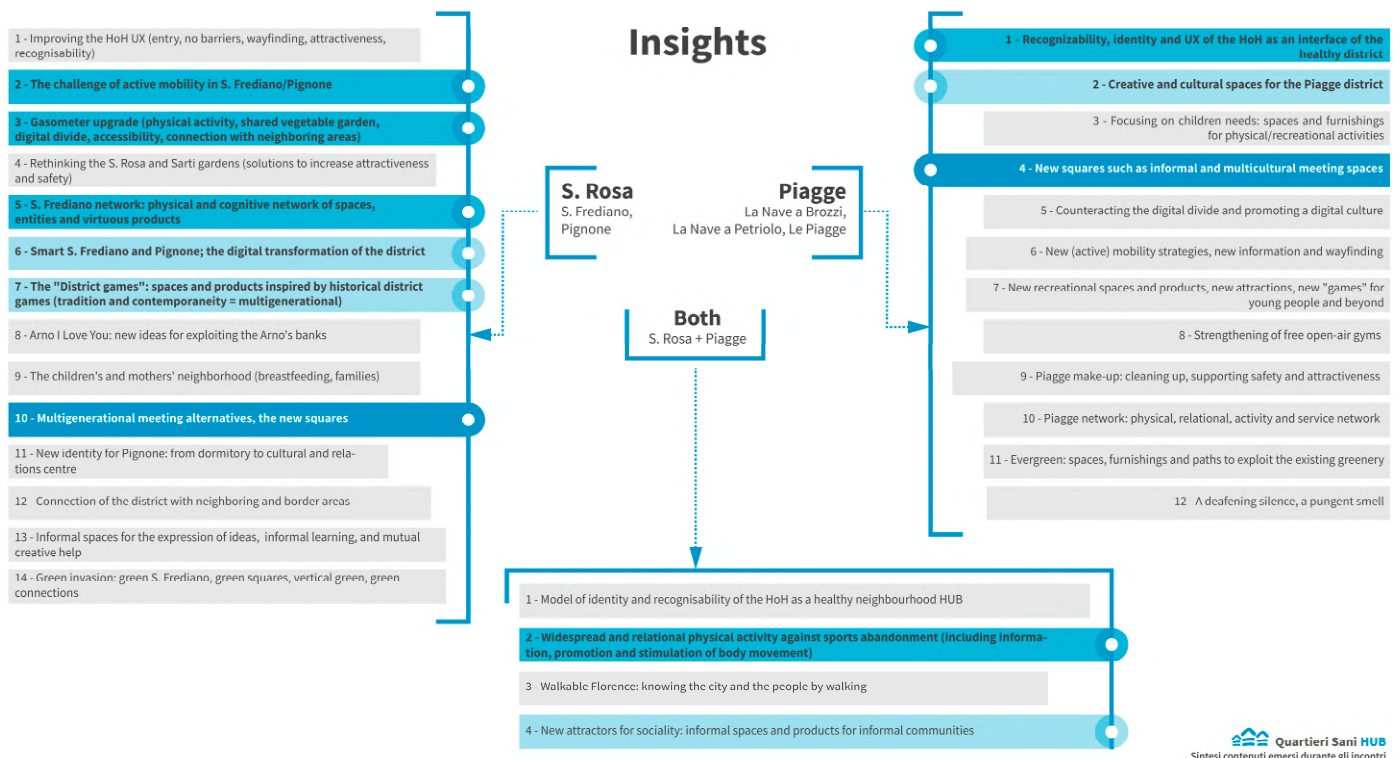 Insights
1 - Improving the HoH UX (entry, no barriers, wayfinding, attractiveness,
recognisability)
2 - The challenge of active mobility in S. Frediano/Pignone
3 - Gasometer upgrade (physical activity, shared vegetable garden,
digital divide, accessibility, connection with neighboring areas)
4 - Rethinking the S. Rosa and Sarti gardens (solutions to increase attractiveness
and safety)
5 - S. Frediano network: physical and cognitive network of spaces,
entities and virtuous products
6 - Smart S. Frediano and Pignone; the digital transformation of the district
7 - The "District games": spaces and products inspired by historical district
games (tradition and contemporaneity = multigenerational)
8 - Arno I Love You: new ideas for exploiting the Arno's banks
9 - The children's and mothers' neighborhood (breastfeeding, families)
10 - Multigenerational meeting alternatives, the new squares
11 - New identity for Pignone: from dormitory to cultural and rela-
tions centre
12 Connection of the district with neighboring and border areas
13 - Informal spaces for the expression of ideas, informal learning, and mutual
creative help
14 - Green invasion: green S. Frediano, green squares, vertical green, green
connections
S. Rosa
S. Frediano,
Pignone
Piagge
La Nave a Brozzi,
La Nave a Petriolo, Le Piagge
Both
S. Rosa + Piagge
1 - Recognizability, identity and UX of the HoH as an interface of the
healthy district
2 - Creative and cultural spaces for the Piagge district
3 - Focusing on children needs: spaces and furnishings
for physical/recreational activities
4 - New squares such as informal and multicultural meeting spaces
5 - Counteracting the digital divide and promoting a digital culture
6 - New (active) mobility strategies, new information and wayfinding
7 - New recreational spaces and products, new attractions, new "games" for
young people and beyond
8 - Strengthening of free open-air gyms
9 - Piagge make-up: cleaning up, supporting safety and attractiveness
10 - Piagge network: physical, relational, activity and service network
11 - Evergreen: spaces, furnishings and paths to exploit the existing greenery
12 A deafening silence, a pungent smell
1 - Model of identity and recognisability of the HoH as a healthy neighbourhood HUB
2 - Widespread and relational physical activity against sports abandonment (including informa-
tion, promotion and stimulation of body movement)
3 Walkable Florence: knowing the city and the people by walking
4 - New attractors for sociality: informal spaces and products for informal communities
Quartieri Sani HUB
Sintesi contenuti emersi durante gli incontri